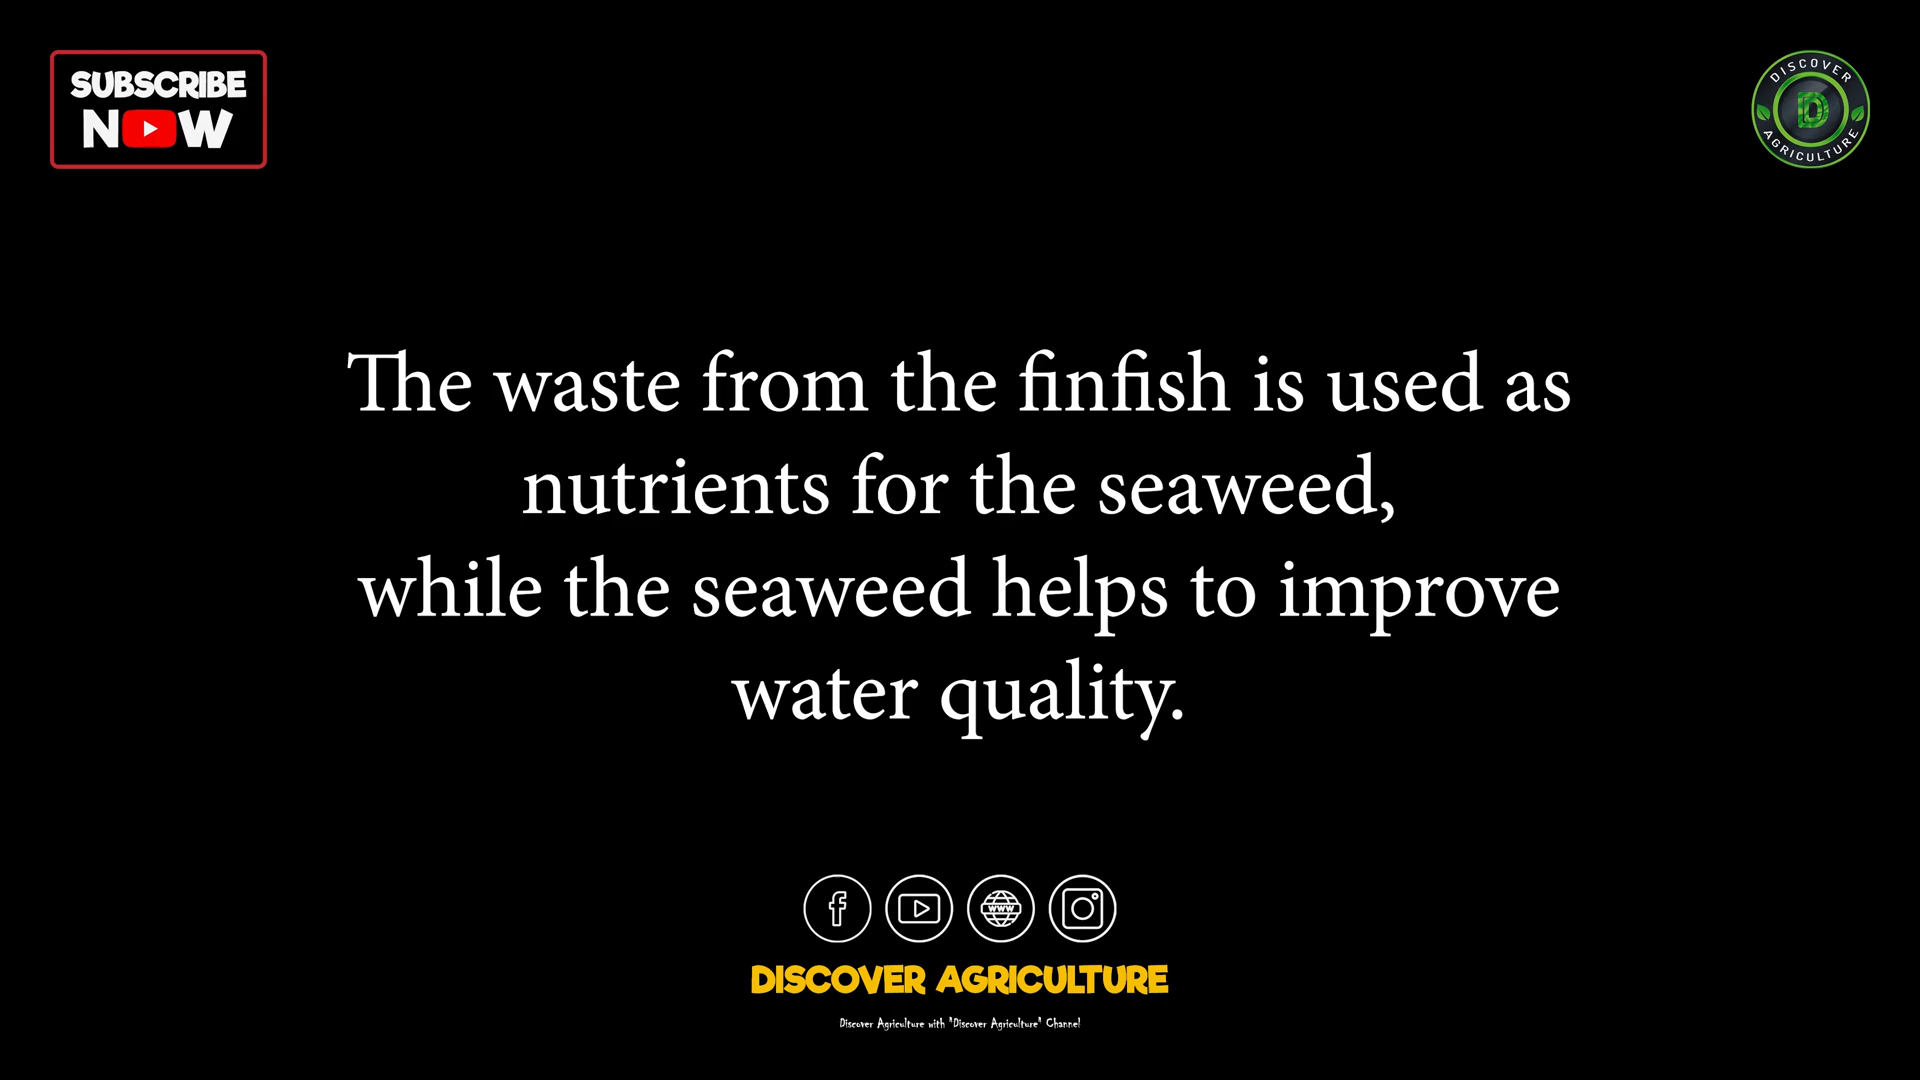 SUBSCRIBE
NOW
DISCOVER
D
AGRICULTURE
The waste from the finfish is used as
nutrients for the seaweed,
while the seaweed helps to improve
water quality.
f
WWW
DISCOVER AGRICULTURE
Discover Agriculture with "Discover Agriculture" Channel